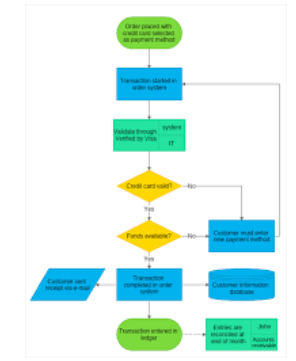 Order placed with
credit card selected
as payment method
Transaction started in
order system
Validate through
Verified by Visa
system
IT
Credit card valid?
No
Yes
Funds available?
No
Customer must enter
new payment method
Yes
Customer sent
receipt via e-mail
Transaction
completed in order
system
Customer information
database
Transaction entered in
ledger
Entries are
reconciled at
end of month
John
Accounts
receivable